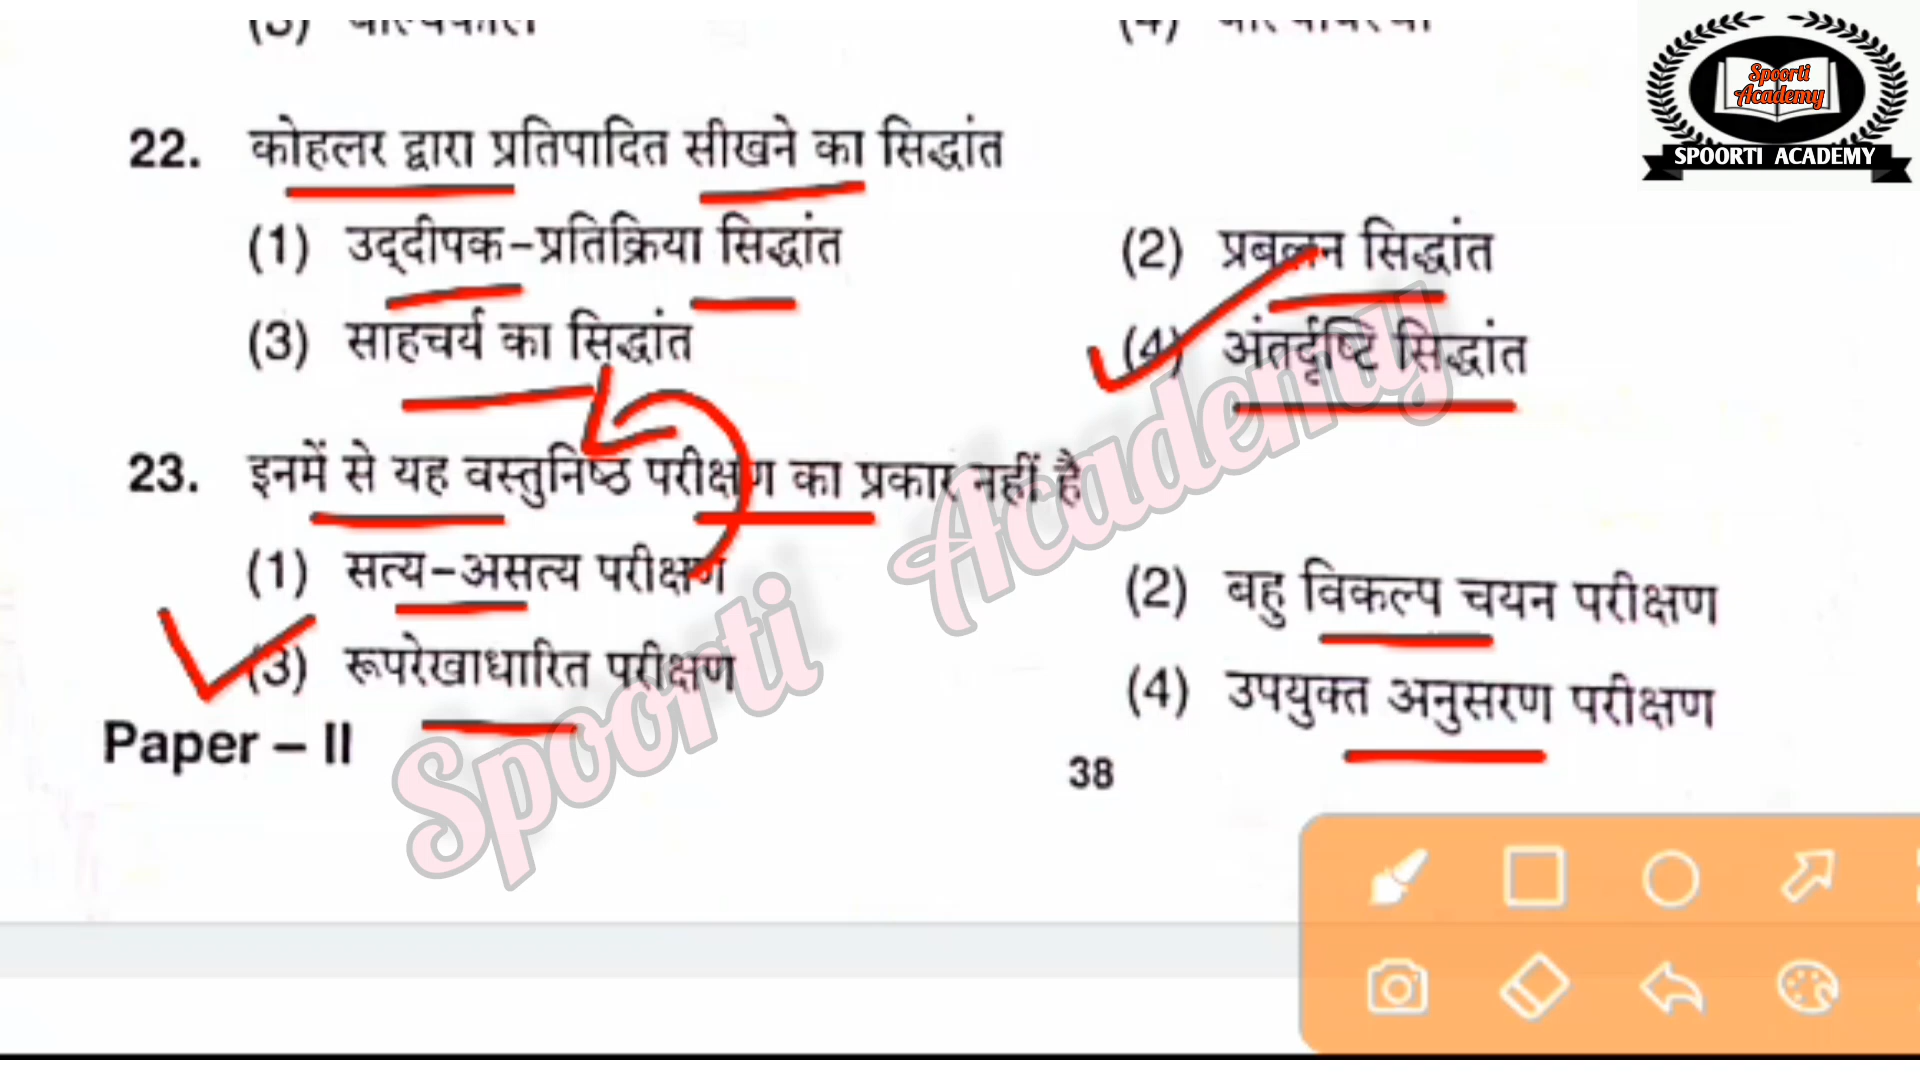 Spoorti
Academy
SPOORTI ACADEMY
22. कोहलर द्वारा प्रतिपादित सीखने का सिद्धांत
(1) उद्‌दीपक-प्रतिक्रिया सिद्धांत (2) प्रबलन सिद्धांत
(3) साहचर्य का सिद्धांत (4) अंतर्दृष्टि सिद्धांत
23. इनमें से यह वस्तुनिष्ठ परीक्षण का प्रकार नहीं है
(1) सत्य-असत्य परीक्षण (2) बहु विकल्प चयन परीक्षण
(3) रूपरेखाधारित परीक्षण (4) उपयुक्त अनुसरण परीक्षण
Paper – II 38
Spoorti Academy